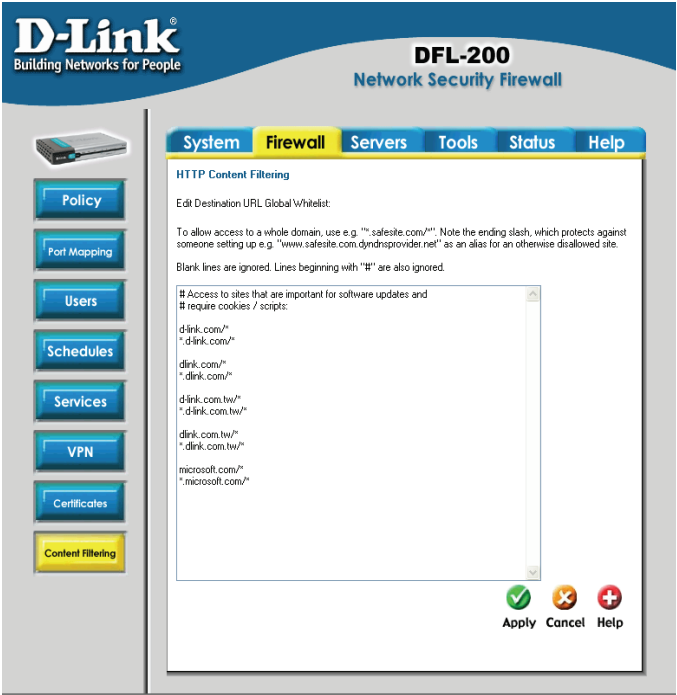 D-Link®
Building Networks for People
DFL-200
Network Security Firewall
System Firewall Servers Tools Status Help
Policy
Port Mapping
Users
Schedules
Services
VPN
Certificates
Content Filtering
HTTP Content Filtering
Edit Destination URL Global Whitelist:
To allow access to a whole domain, use e.g. "*.safesite.com/*". Note the ending slash, which protects against
someone setting up e.g. "www.safesite.com.dyndnsprovider.net" as an alias for an otherwise disallowed site.
Blank lines are ignored. Lines beginning with "#" are also ignored.
# Access to sites that are important for software updates and
# require cookies / scripts:
d-link.com/*
*.d-link.com/*
dlink.com/*
*.dlink.com/*
d-link.com.tw/*
*.d-link.com.tw/*
dlink.com.tw/*
*.dlink.com.tw/*
microsoft.com/*
*.microsoft.com/*
Apply Cancel Help